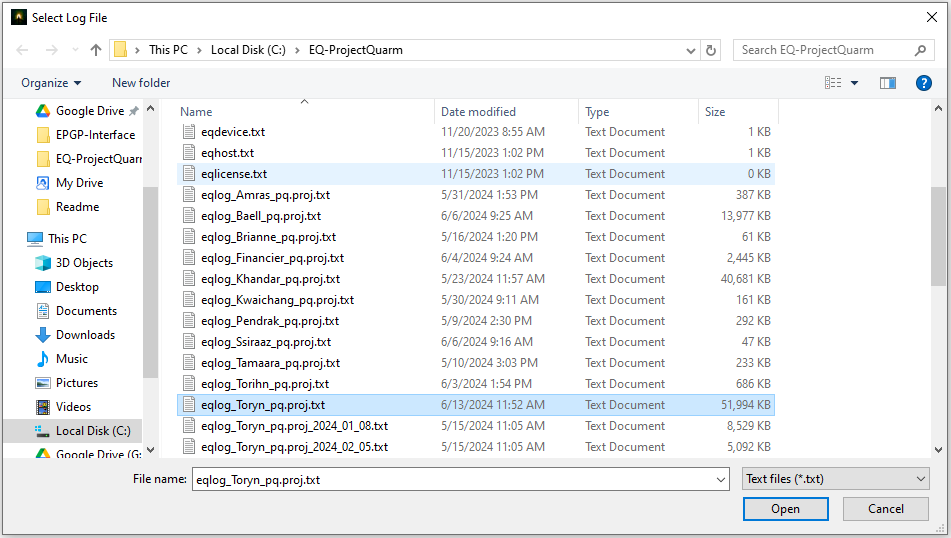 Select Log File
This PC > Local Disk (C:) > EQ-ProjectQuarm
Search EQ-ProjectQuarm
Organize
New folder
Google Drive
EPGP-Interface
EQ-ProjectQuarm
My Drive
Readme
This PC
3D Objects
Desktop
Documents
Downloads
Music
Pictures
Videos
Local Disk (C:)
Google Drive (G:
Name Date modified Type Size
eqdevice.txt 11/20/2023 8:55 AM Text Document 1 KB
eqhost.txt 11/15/2023 1:02 PM Text Document 1 KB
eqlicense.txt 11/15/2023 1:02 PM Text Document 0 KB
eqlog_Amras_pq.proj.txt 5/31/2024 1:53 PM Text Document 387 KB
eqlog_Baell_pq.proj.txt 6/6/2024 9:25 AM Text Document 13,977 KB
eqlog_Brianne_pq.proj.txt 5/16/2024 1:20 PM Text Document 61 KB
eqlog_Financier_pq.proj.txt 6/4/2024 9:24 AM Text Document 2,445 KB
eqlog_Khandar_pq.proj.txt 5/23/2024 11:57 AM Text Document 40,681 KB
eqlog_Kwaichang_pq.proj.txt 5/30/2024 9:11 AM Text Document 161 KB
eqlog_Pendrak_pq.proj.txt 5/9/2024 2:30 PM Text Document 292 KB
eqlog_Ssiraaz_pq.proj.txt 6/6/2024 9:16 AM Text Document 47 KB
eqlog_Tamaara_pq.proj.txt 5/10/2024 3:03 PM Text Document 233 KB
eqlog_Torihn_pq.proj.txt 6/3/2024 1:54 PM Text Document 686 KB
eqlog_Toryn_pq.proj.txt 6/13/2024 11:52 AM Text Document 51,994 KB
eqlog_Toryn_pq.proj_2024_01_08.txt 5/15/2024 11:05 AM Text Document 8,529 KB
eqlog_Toryn_pq.proj_2024_02_05.txt 5/15/2024 11:05 AM Text Document 5,092 KB
File name: eqlog_Toryn_pq.proj.txt
Text files (*.txt)
Open
Cancel